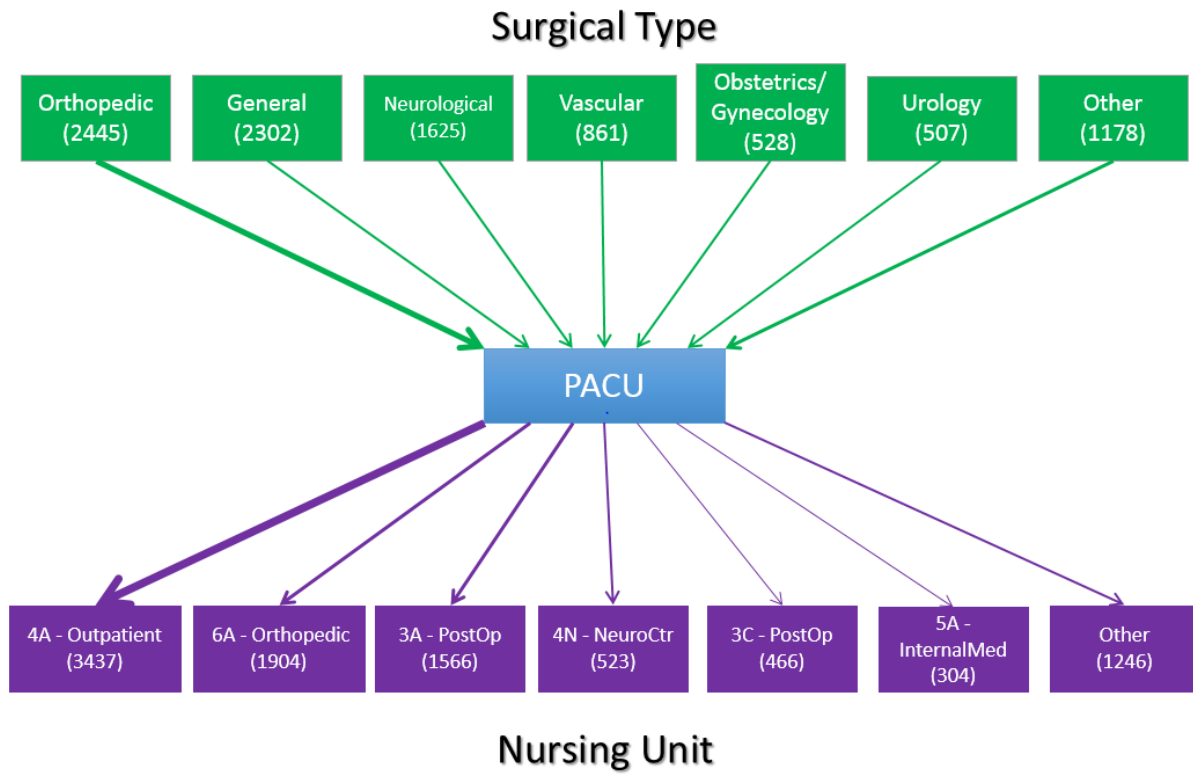 Surgical Type
Orthopedic
(2445)
General
(2302)
Neurological
(1625)
Vascular
(861)
Obstetrics/
Gynecology
(528)
Urology
(507)
Other
(1178)
PACU
4A - Outpatient
(3437)
6A - Orthopedic
(1904)
3A - PostOp
(1566)
4N - NeuroCtr
(523)
3C - PostOp
(466)
5A -
InternalMed
(304)
Other
(1246)
Nursing Unit